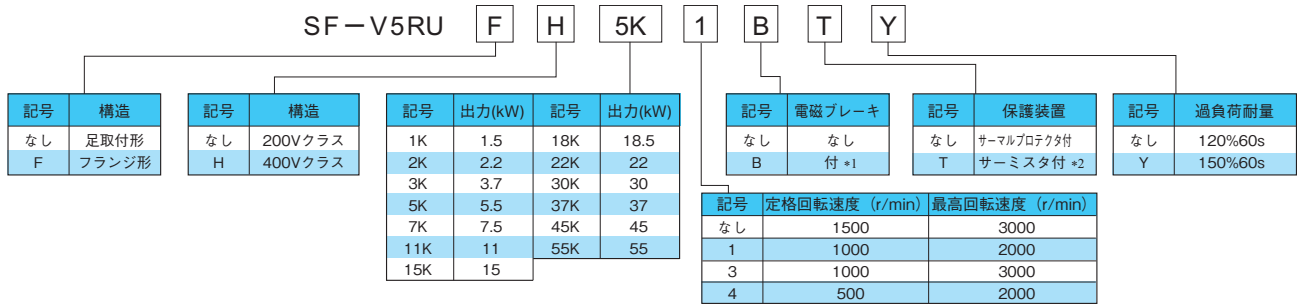 SF－V5RU F H 5K 1 B T Y
記号 構造
なし 足取付形
F フランジ形
記号 構造
なし 200Vクラス
H 400Vクラス
記号 出力(kW) 記号 出力(kW)
1K 1.5 18K 18.5
2K 2.2 22K 22
3K 3.7 30K 30
5K 5.5 37K 37
7K 7.5 45K 45
11K 11 55K 55
15K 15
記号 電磁ブレーキ
なし なし
B 付 *1
記号 保護装置
なし サーマルプロテクタ付
T サーミスタ付 *2
記号 過負荷耐量
なし 120%60s
Y 150%60s
記号 定格回転速度（r/min） 最高回転速度（r/min）
なし 1500 3000
1 1000 2000
3 1000 3000
4 500 2000